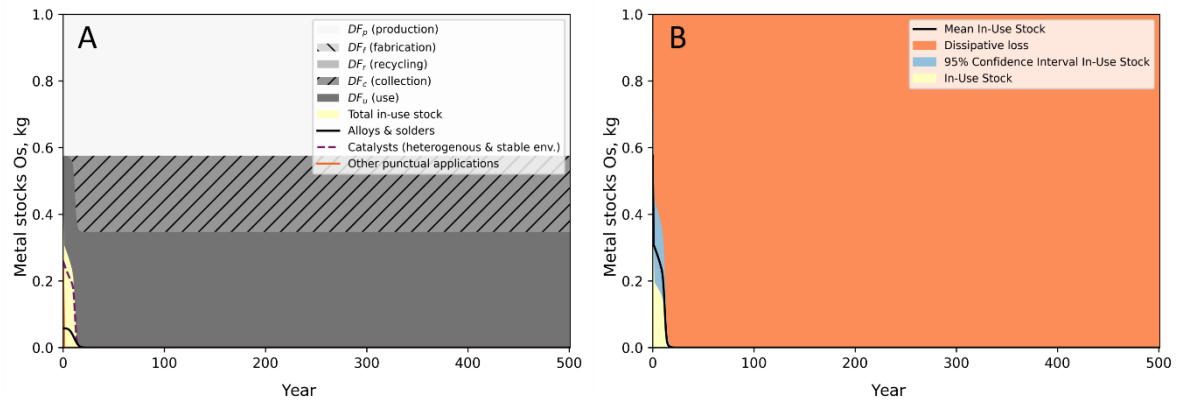 A
DFp (production)
DFf (fabrication)
DFr (recycling)
DFc (collection)
DFu (use)
Total in-use stock
Alloys & solders
Catalysts (heterogenous & stable env.)
Other punctual applications
Metal stocks Os, kg
1.0
0.8
0.6
0.4
0.2
0.0
0
100
200
300
400
500
Year
B
Mean In-Use Stock
Dissipative loss
95% Confidence Interval In-Use Stock
In-Use Stock
Metal stocks Os, kg
1.0
0.8
0.6
0.4
0.2
0.0
0
100
200
300
400
500
Year